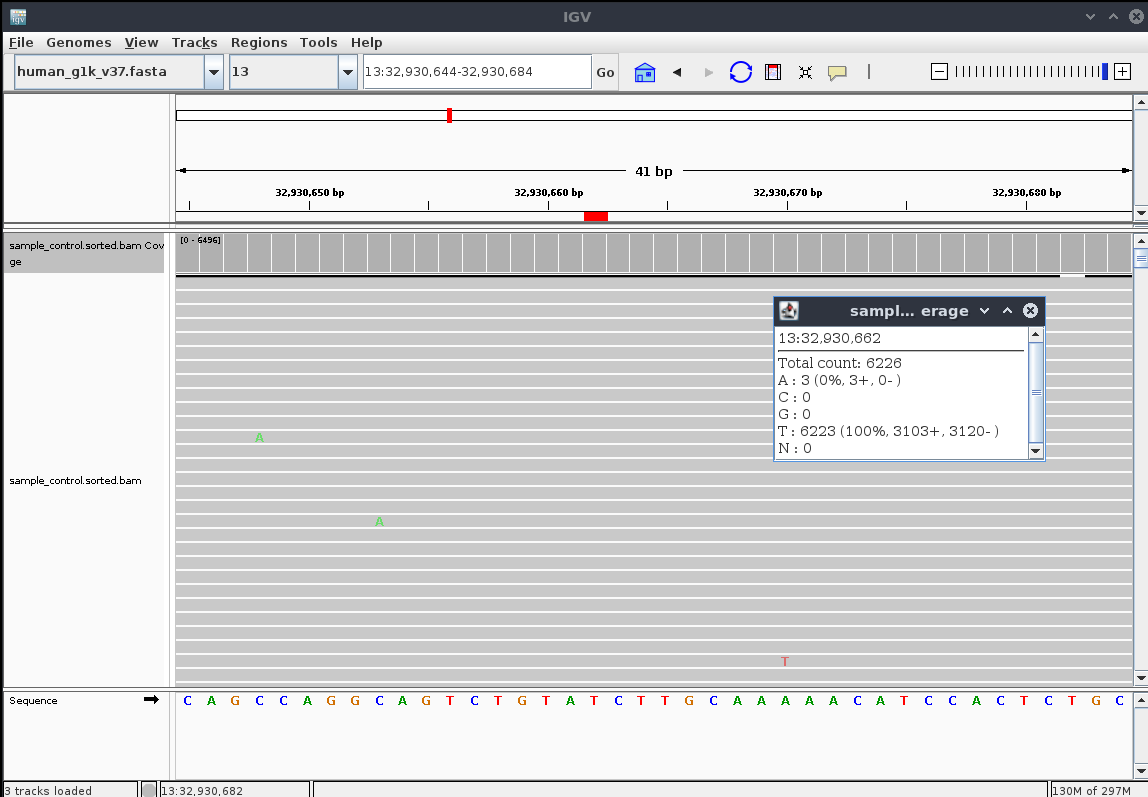 IGV
File Genomes View Tracks Regions Tools Help
human_g1k_v37.fasta 13 13:32,930,644-32,930,684 Go
41 bp
32,930,650 bp 32,930,660 bp 32,930,670 bp 32,930,680 bp
sample_control.sorted.bam Cov
ge
[0 - 6496]
sampl... erage
13:32,930,662
Total count: 6226
A : 3 (0%, 3+, 0- )
C : 0
G : 0
T : 6223 (100%, 3103+, 3120- )
N : 0
A
sample_control.sorted.bam
A
T
Sequence C A G C C A G G C A G T C T G T A T C T T G C A A A A A C A T C C A C T C T G C
3 tracks loaded 13:32,930,682 130M of 297M